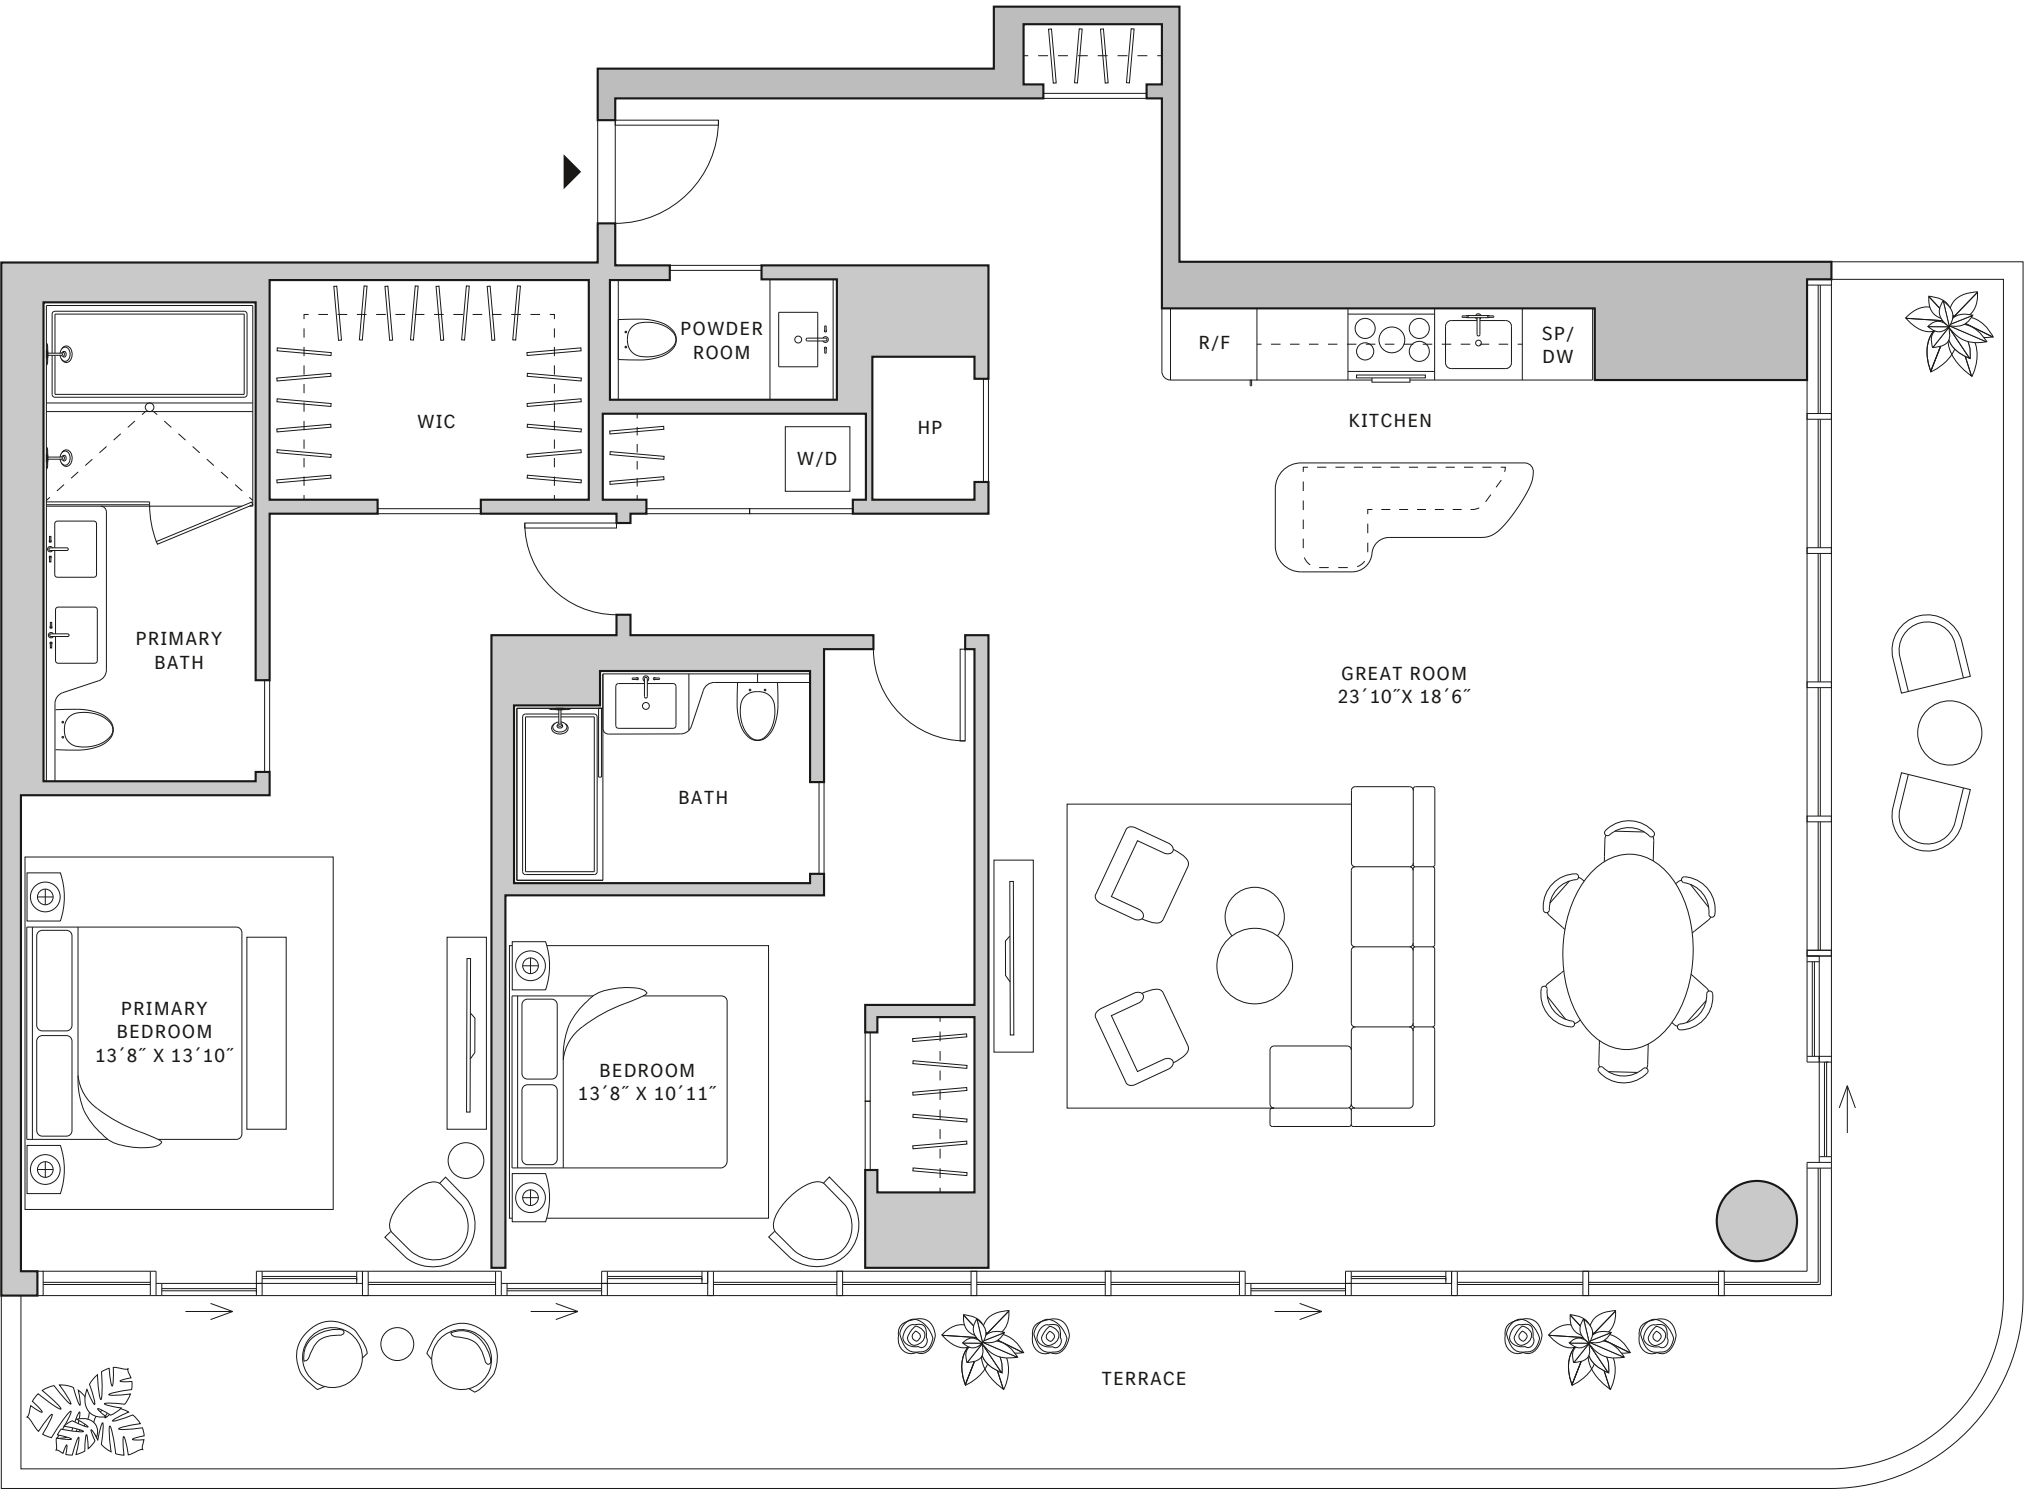 POWDER
ROOM
R/F
SP/
DW
WIC
HP
KITCHEN
W/D
PRIMARY
BATH
GREAT ROOM
23´10˝X 18´6˝
BATH
PRIMARY
BEDROOM
13´8˝ X 13´10˝
BEDROOM
13´8˝ X 10´11˝
TERRACE